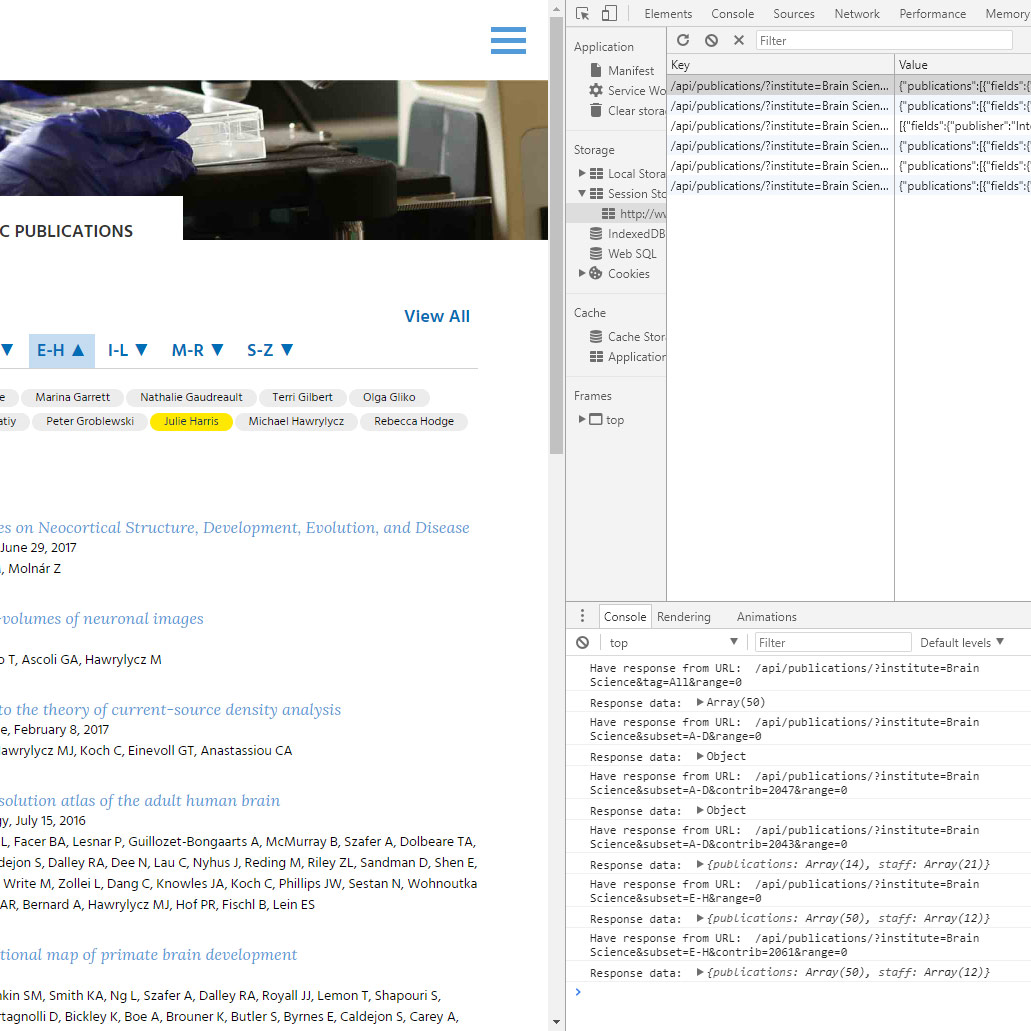 C PUBLICATIONS
View All
▼ E-H ▲ I-L ▼ M-R ▼ S-Z ▼
e Marina Garrett Nathalie Gaudreault Terri Gilbert Olga Gliko
atiy Peter Groblewski Julie Harris Michael Hawrylycz Rebecca Hodge
es on Neocortical Structure, Development, Evolution, and Disease
June 29, 2017
, Molnár Z
-volumes of neuronal images
o T, Ascoli GA, Hawrylycz M
to the theory of current-source density analysis
e, February 8, 2017
awrylycz MJ, Koch C, Einevoll GT, Anastassiou CA
solution atlas of the adult human brain
gy, July 15, 2016
L, Facer BA, Lesnar P, Guillozet-Bongaarts A, McMurray B, Szafer A, Dolbeare TA,
dejon S, Dalley RA, Dee N, Lau C, Nyhus J, Reding M, Riley ZL, Sandman D, Shen E,
Write M, Zollei L, Dang C, Knowles JA, Koch C, Phillips JW, Sestan N, Wohnoutka
AR, Bernard A, Hawrylycz MJ, Hof PR, Fischl B, Lein ES
tional map of primate brain development
nkin SM, Smith KA, Ng L, Szafer A, Dalley RA, Royall JJ, Lemon T, Shapouri S,
rtagnolli D, Bickley K, Boe A, Brouner K, Butler S, Byrnes E, Caldejon S, Carey A,
Elements Console Sources Network Performance Memory
Application
Manifest
Service Wo
Clear stora
Storage
Local Stora
Session Sto
http://ww
IndexedDB
Web SQL
Cookies
Cache
Cache Stor
Application
Frames
top
Filter
Key Value
/api/publications/?institute=Brain Scien... {"publications":[{"fields":{
/api/publications/?institute=Brain Scien... {"publications":[{"fields":{
/api/publications/?institute=Brain Scien... [{"fields":{"publisher":"Inte
/api/publications/?institute=Brain Scien... {"publications":[{"fields":{
/api/publications/?institute=Brain Scien... {"publications":[{"fields":{
/api/publications/?institute=Brain Scien... {"publications":[{"fields":{
Console Rendering Animations
top ▼ Filter Default levels ▼
Have response from URL: /api/publications/?institute=Brain
Science&tag=All&range=0
Response data: ▶Array(50)
Have response from URL: /api/publications/?institute=Brain
Science&subset=A-D&range=0
Response data: ▶Object
Have response from URL: /api/publications/?institute=Brain
Science&subset=A-D&contrib=2047&range=0
Response data: ▶Object
Have response from URL: /api/publications/?institute=Brain
Science&subset=A-D&contrib=2043&range=0
Response data: ▶{publications: Array(14), staff: Array(21)}
Have response from URL: /api/publications/?institute=Brain
Science&subset=E-H&range=0
Response data: ▶{publications: Array(50), staff: Array(12)}
Have response from URL: /api/publications/?institute=Brain
Science&subset=E-H&contrib=2061&range=0
Response data: ▶{publications: Array(50), staff: Array(12)}